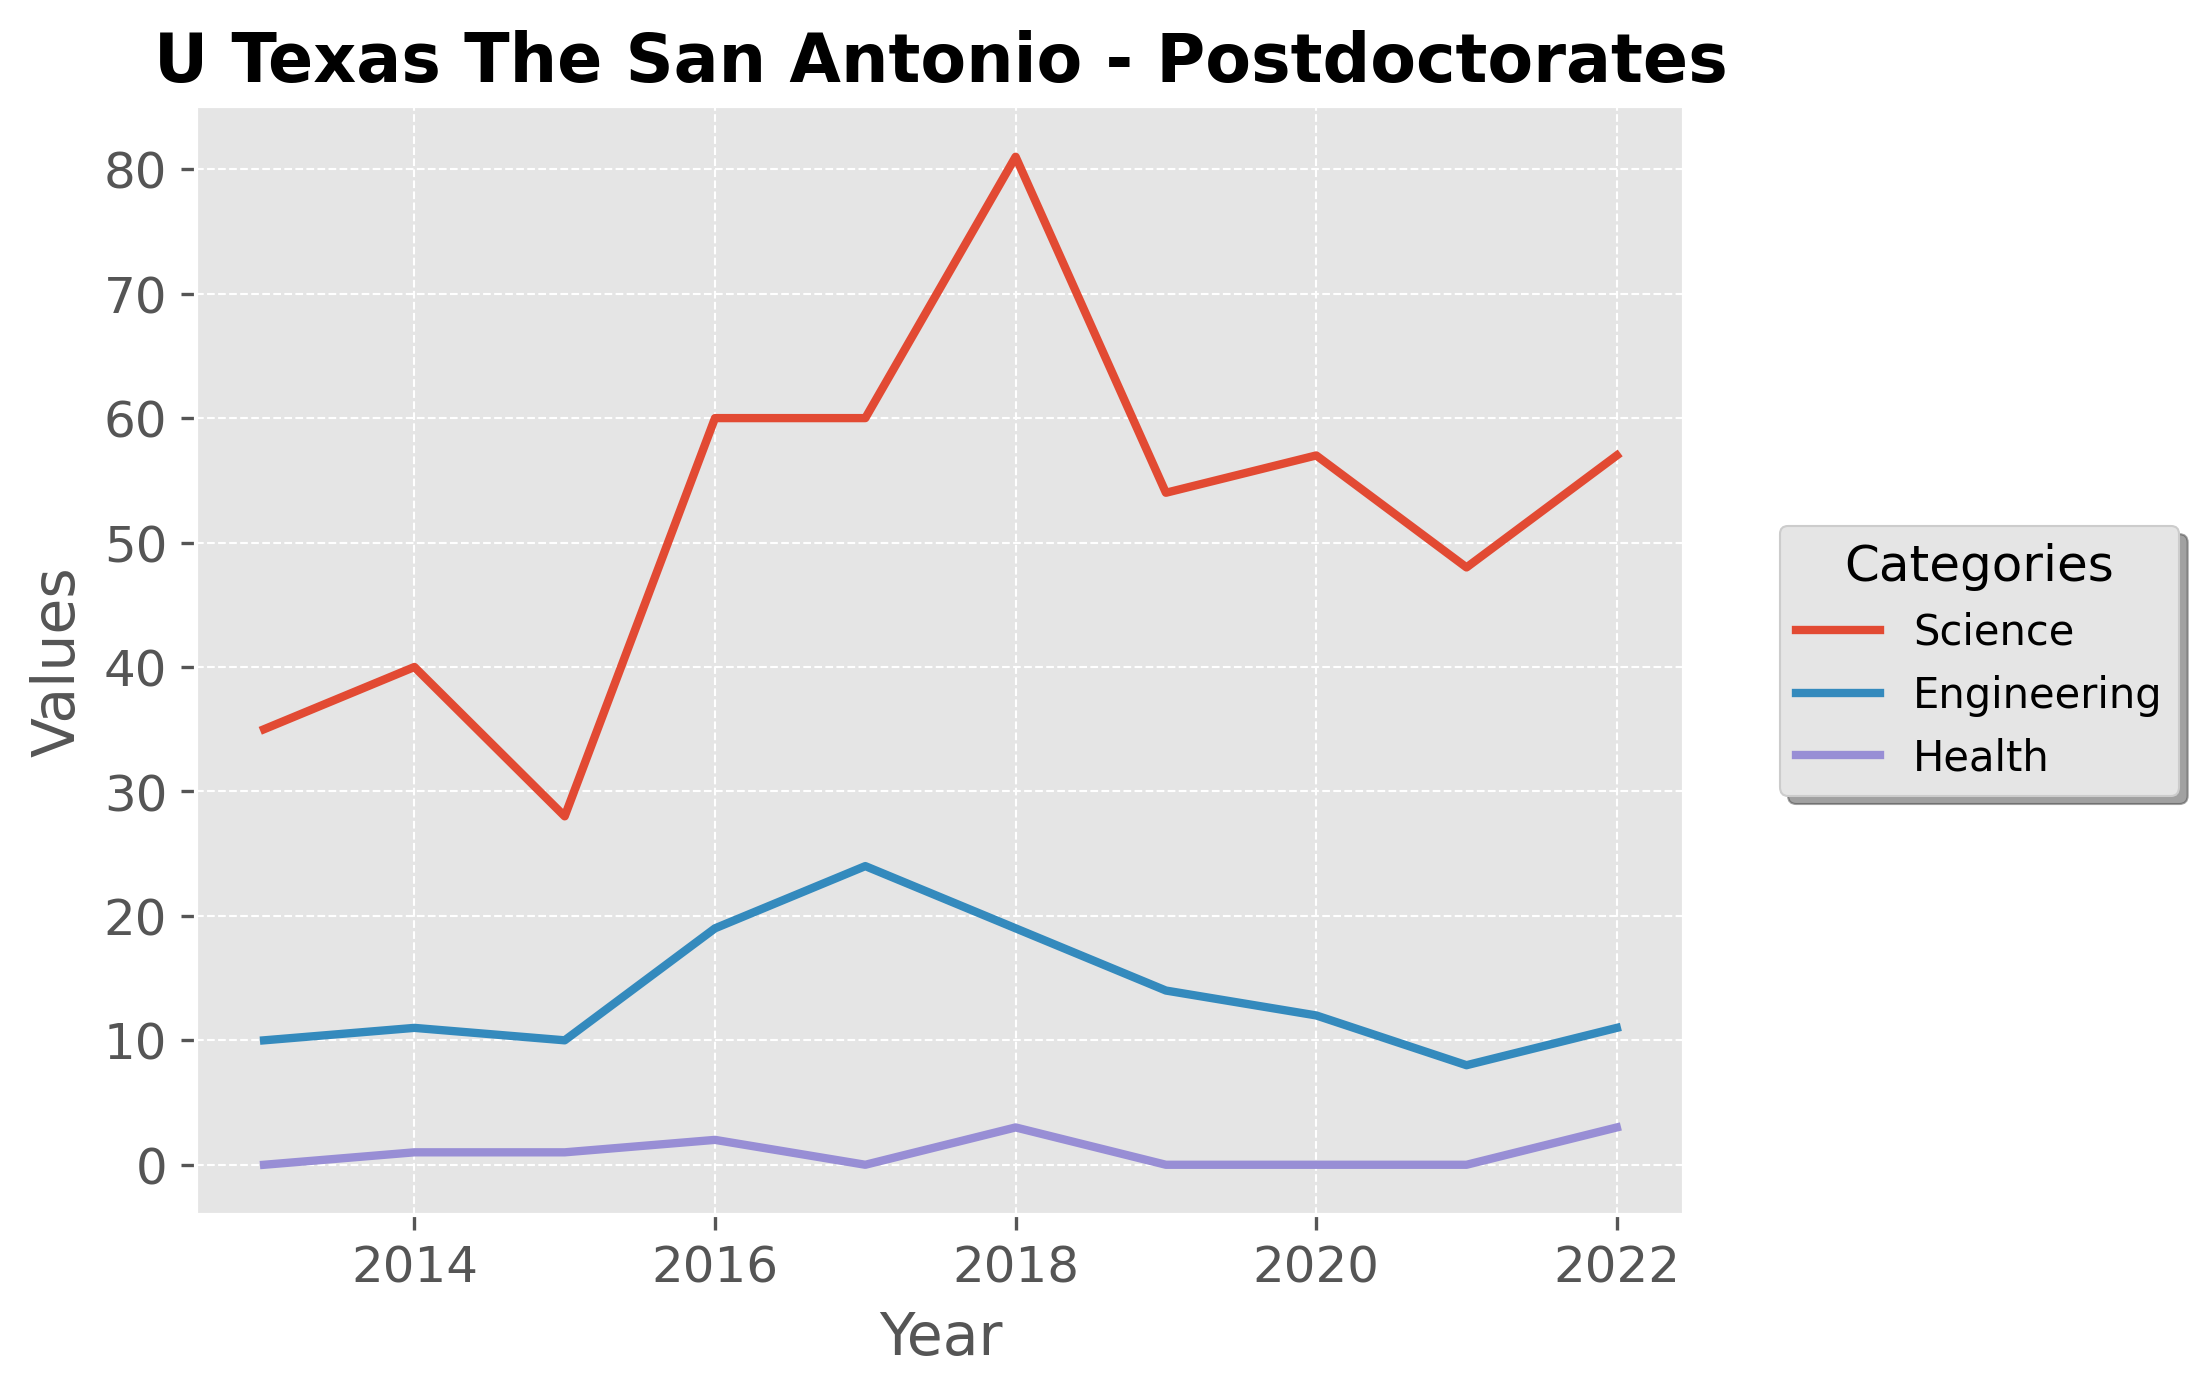 U Texas The San Antonio - Postdoctorates
80
70
60
50
40
30
20
10
0
Values
2014 2016 2018 2020 2022
Year
Categories
Science
Engineering
Health